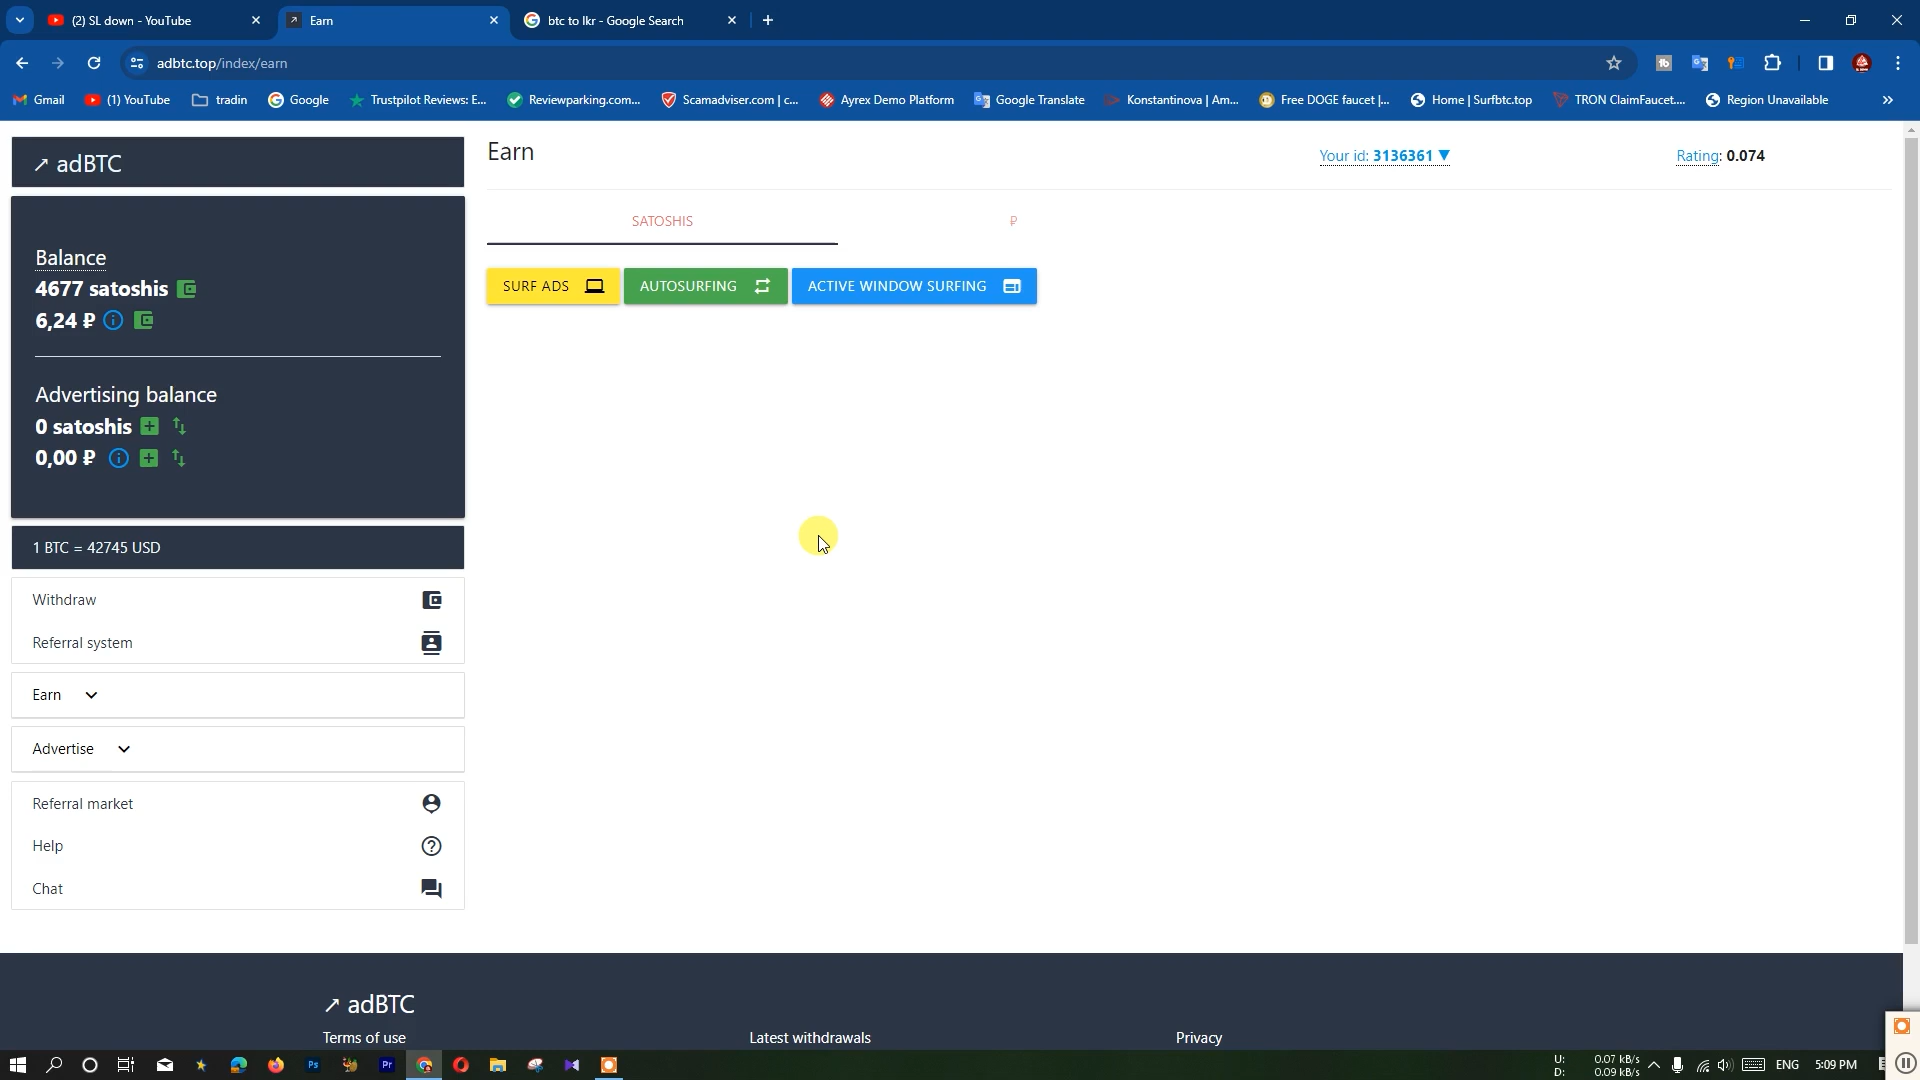 (2) SL down - YouTube
Earn
btc to lkr - Google Search
adbtc.top/index/earn
Gmail
(1) YouTube
tradin
Google
Trustpilot Reviews: E...
Reviewparking.com...
Scamadviser.com | c...
Ayrex Demo Platform
Google Translate
Konstantinova | Am...
Free DOGE faucet |...
Home | Surfbtc.top
TRON ClaimFaucet....
Region Unavailable
adBTC
Earn
Your id: 3136361 ▼
Rating: 0.074
SATOSHIS
₽
SURF ADS
AUTOSURFING
ACTIVE WINDOW SURFING
Balance
4677 satoshis
6,24 ₽
Advertising balance
0 satoshis
0,00 ₽
1 BTC = 42745 USD
Withdraw
Referral system
Earn
Advertise
Referral market
Help
Chat
adBTC
Terms of use
Latest withdrawals
Privacy
U: 0.07 kB/s
D: 0.09 kB/s
ENG
5:09 PM